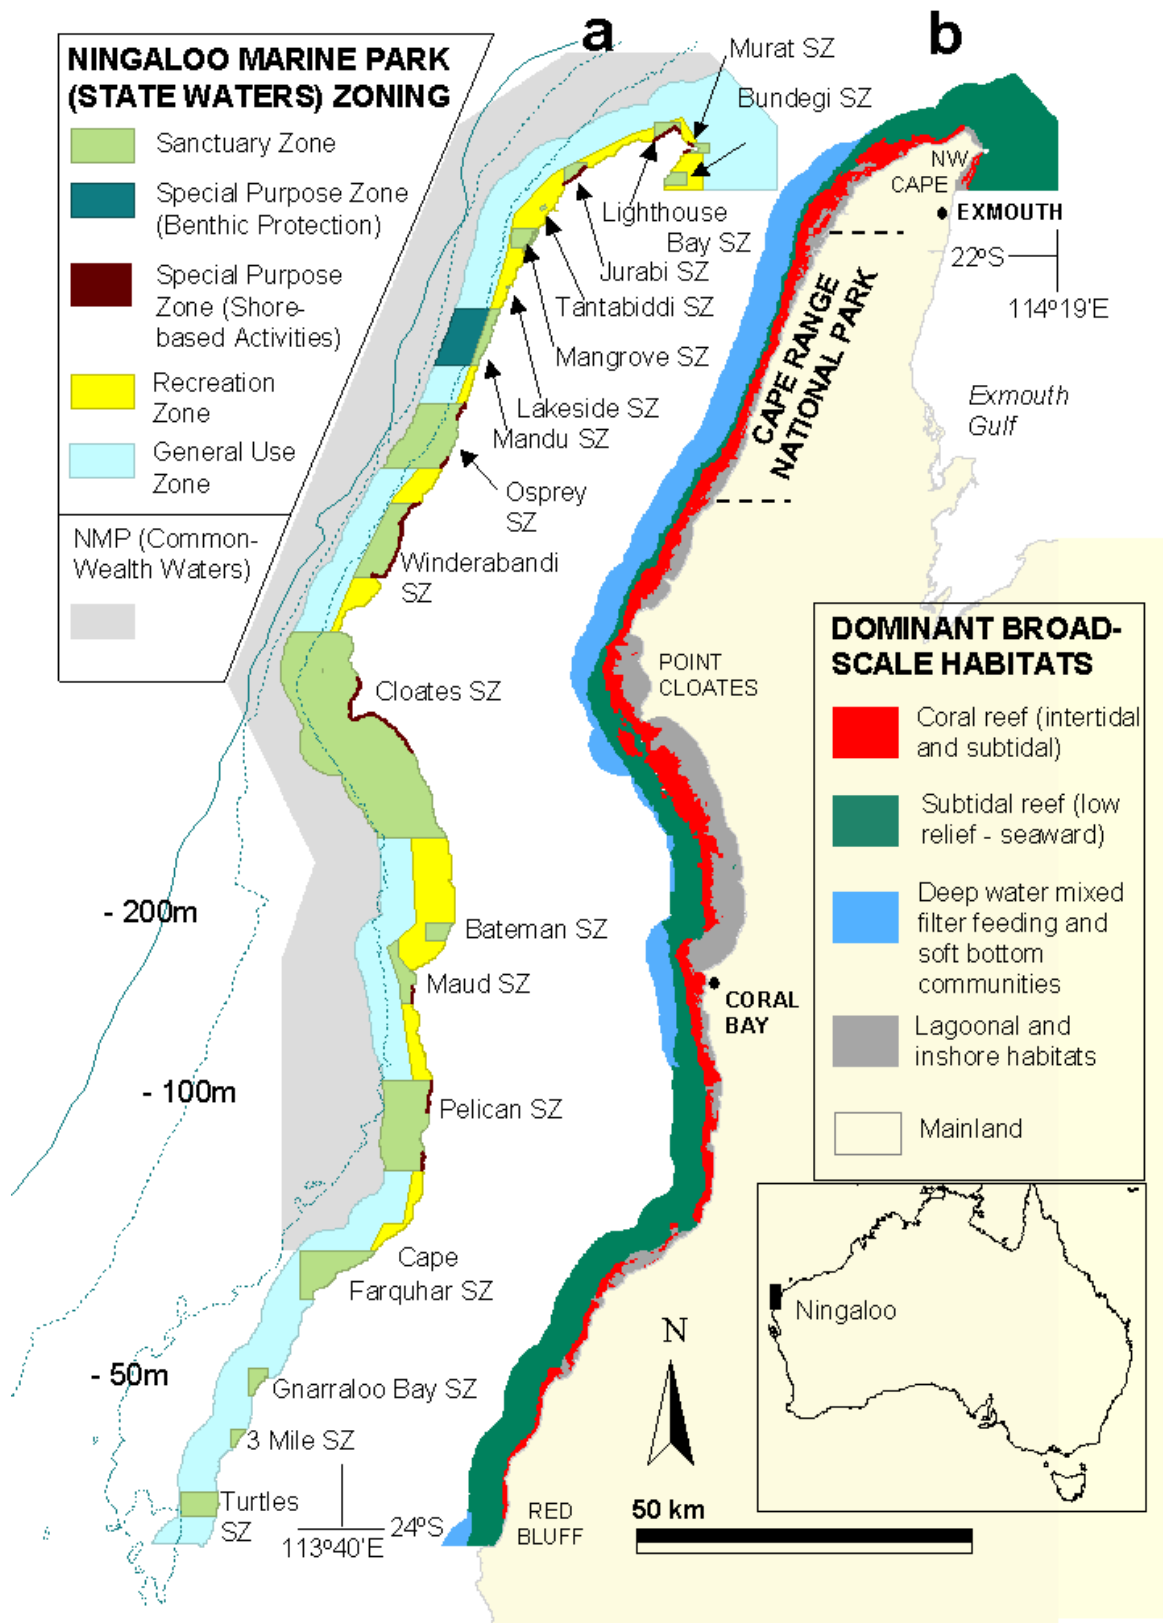 a
b
NINGALOO MARINE PARK
(STATE WATERS) ZONING
Sanctuary Zone
Special Purpose Zone
(Benthic Protection)
Special Purpose
Zone (Shore-
based Activities)
Recreation
Zone
General Use
Zone
NMP (Common-
Wealth Waters)
Murat SZ
Bundegi SZ
Lighthouse
Bay SZ
Jurabi SZ
Tantabiddi SZ
Mangrove SZ
Lakeside SZ
Mandu SZ
Osprey
SZ
Winderabandi
SZ
Cloates SZ
Bateman SZ
Maud SZ
Pelican SZ
Cape
Farquhar SZ
Gnarraloo Bay SZ
3 Mile SZ
Turtles
SZ
- 200m
- 100m
- 50m
113º40'E
24ºS
NW
CAPE
EXMOUTH
22ºS
114º19'E
CAPE RANGE
NATIONAL PARK
Exmouth
Gulf
POINT
CLOATES
CORAL
BAY
RED
BLUFF
DOMINANT BROAD-
SCALE HABITATS
Coral reef (intertidal
and subtidal)
Subtidal reef (low
relief - seaward)
Deep water mixed
filter feeding and
soft bottom
communities
Lagoonal and
inshore habitats
Mainland
Ningaloo
N
50 km